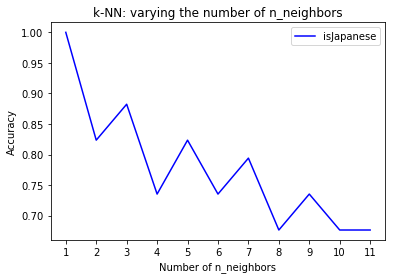 k-NN: varying the number of n_neighbors
isJapanese
1.00
0.95
0.90
0.85
0.80
0.75
0.70
Accuracy
1 2 3 4 5 6 7 8 9 10 11
Number of n_neighbors